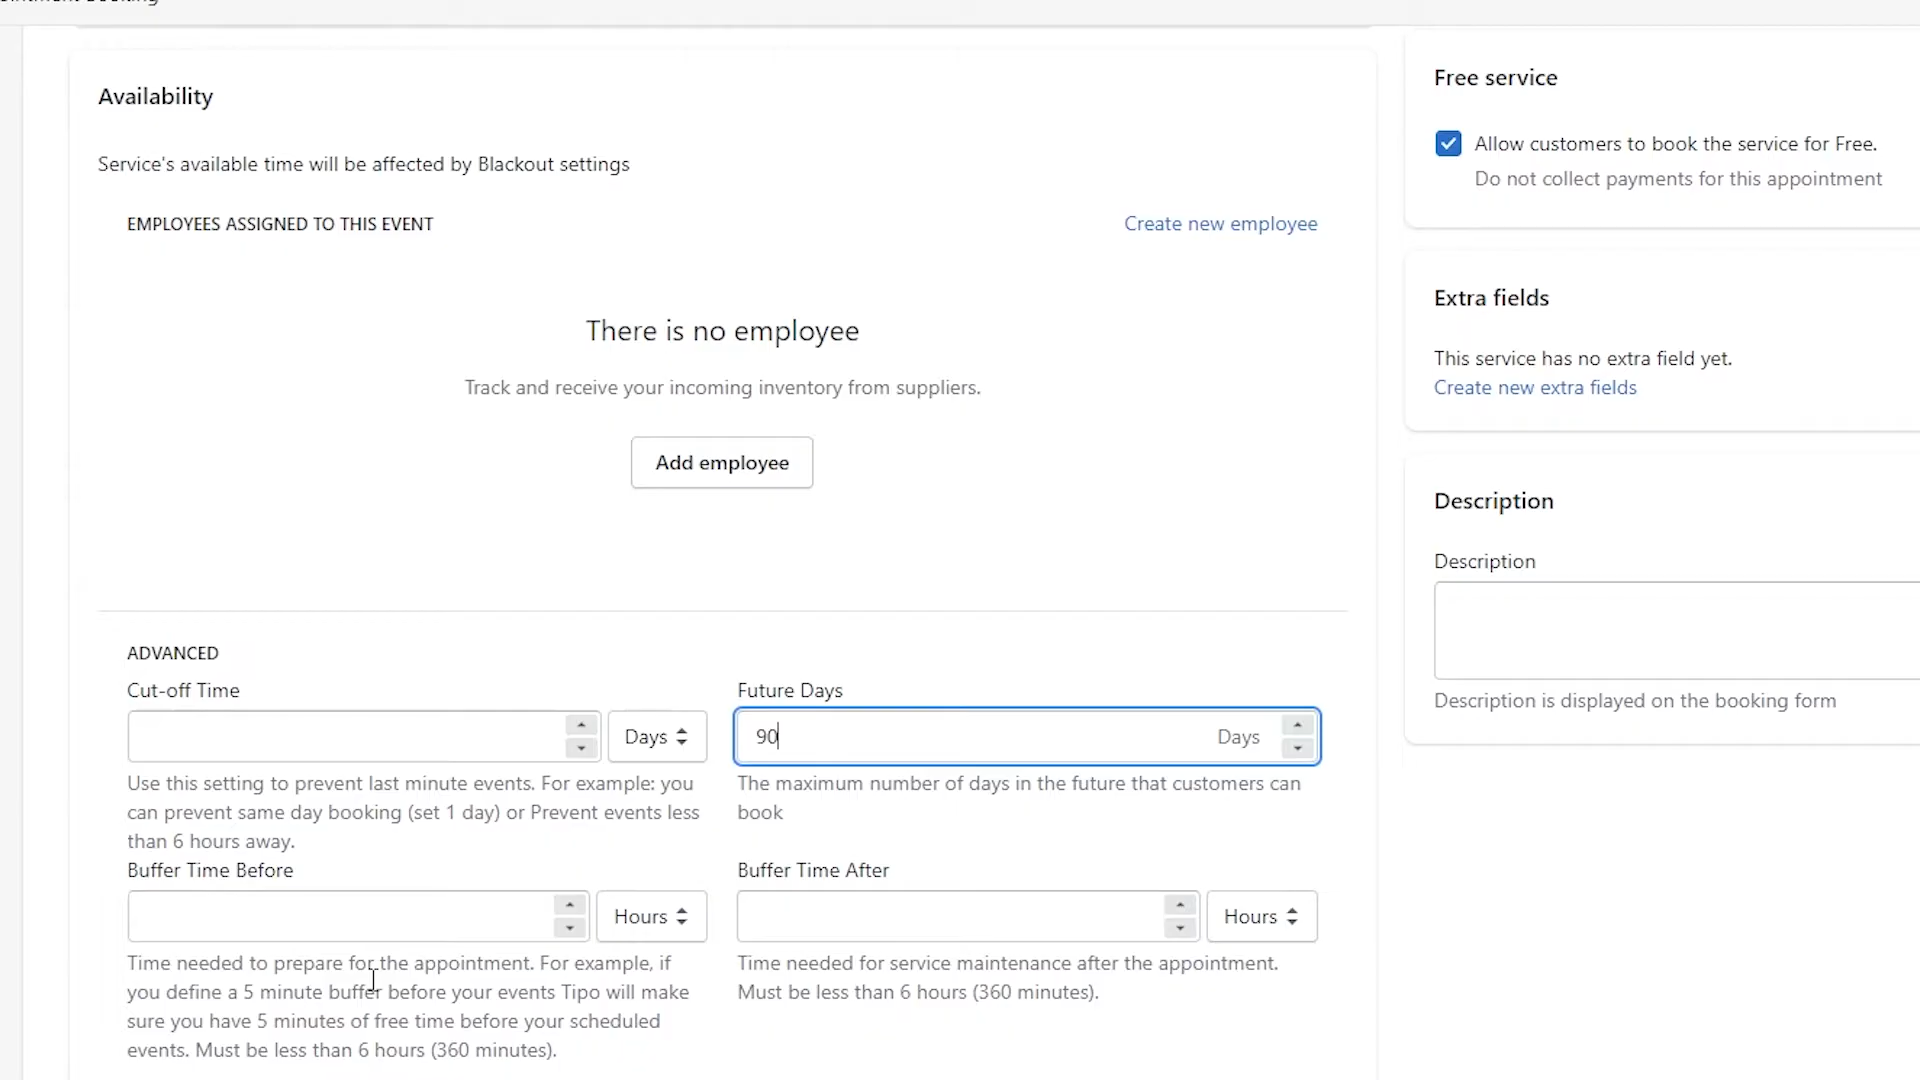 Availability
Service's available time will be affected by Blackout settings
EMPLOYEES ASSIGNED TO THIS EVENT
Create new employee
There is no employee
Track and receive your incoming inventory from suppliers.
Add employee
ADVANCED
Cut-off Time
Days
Use this setting to prevent last minute events. For example: you
can prevent same day booking (set 1 day) or Prevent events less
than 6 hours away.
Future Days
90
Days
The maximum number of days in the future that customers can
book
Buffer Time Before
Hours
Time needed to prepare for the appointment. For example, if
you define a 5 minute buffer before your events Tipo will make
sure you have 5 minutes of free time before your scheduled
events. Must be less than 6 hours (360 minutes).
Buffer Time After
Hours
Time needed for service maintenance after the appointment.
Must be less than 6 hours (360 minutes).
Free service
Allow customers to book the service for Free.
Do not collect payments for this appointment
Extra fields
This service has no extra field yet.
Create new extra fields
Description
Description
Description is displayed on the booking form